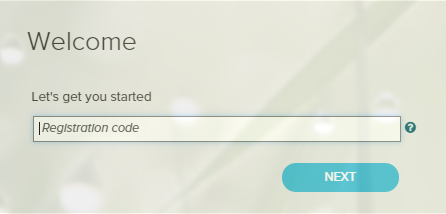 Welcome
Let's get you started
Registration code
?
NEXT